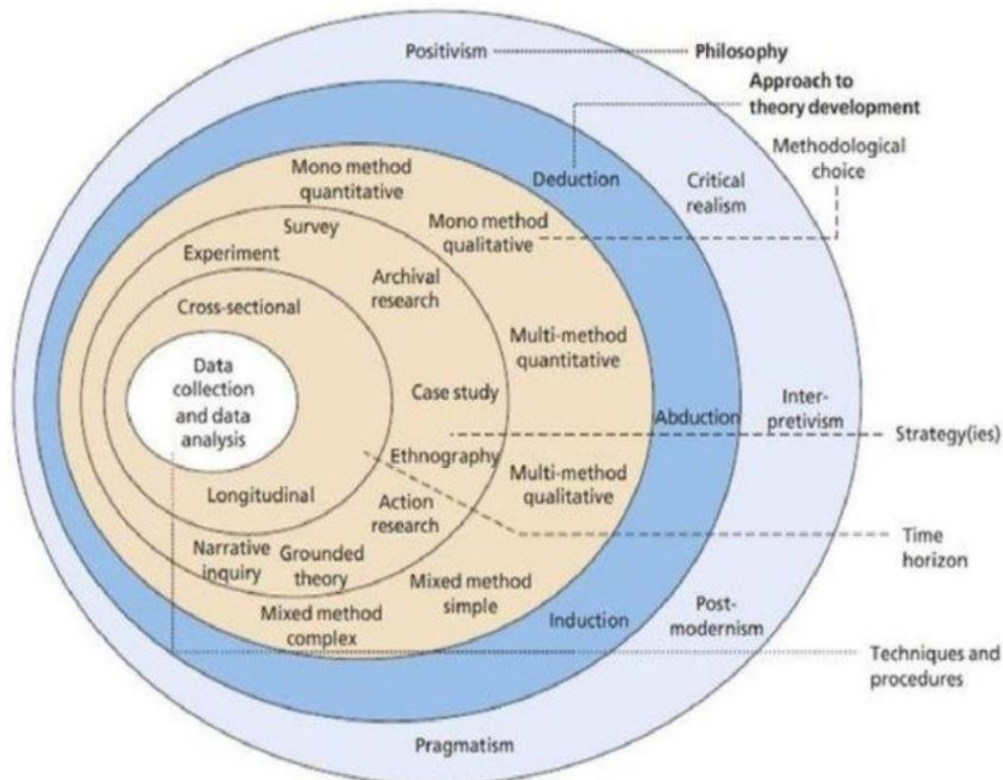 Positivism
Philosophy
Approach to
theory development
Methodological
choice
Mono method
quantitative
Deduction
Critical
realism
Survey
Mono method
qualitative
Experiment
Archival
research
Cross-sectional
Multi-method
quantitative
Data
collection
and data
analysis
Case study
Abduction
Inter-
pretivism
Strategy(ies)
Ethnography
Multi-method
qualitative
Longitudinal
Action
research
Time
horizon
Narrative
inquiry
Grounded
theory
Mixed method
simple
Mixed method
complex
Induction
Post-
modernism
Techniques and
procedures
Pragmatism